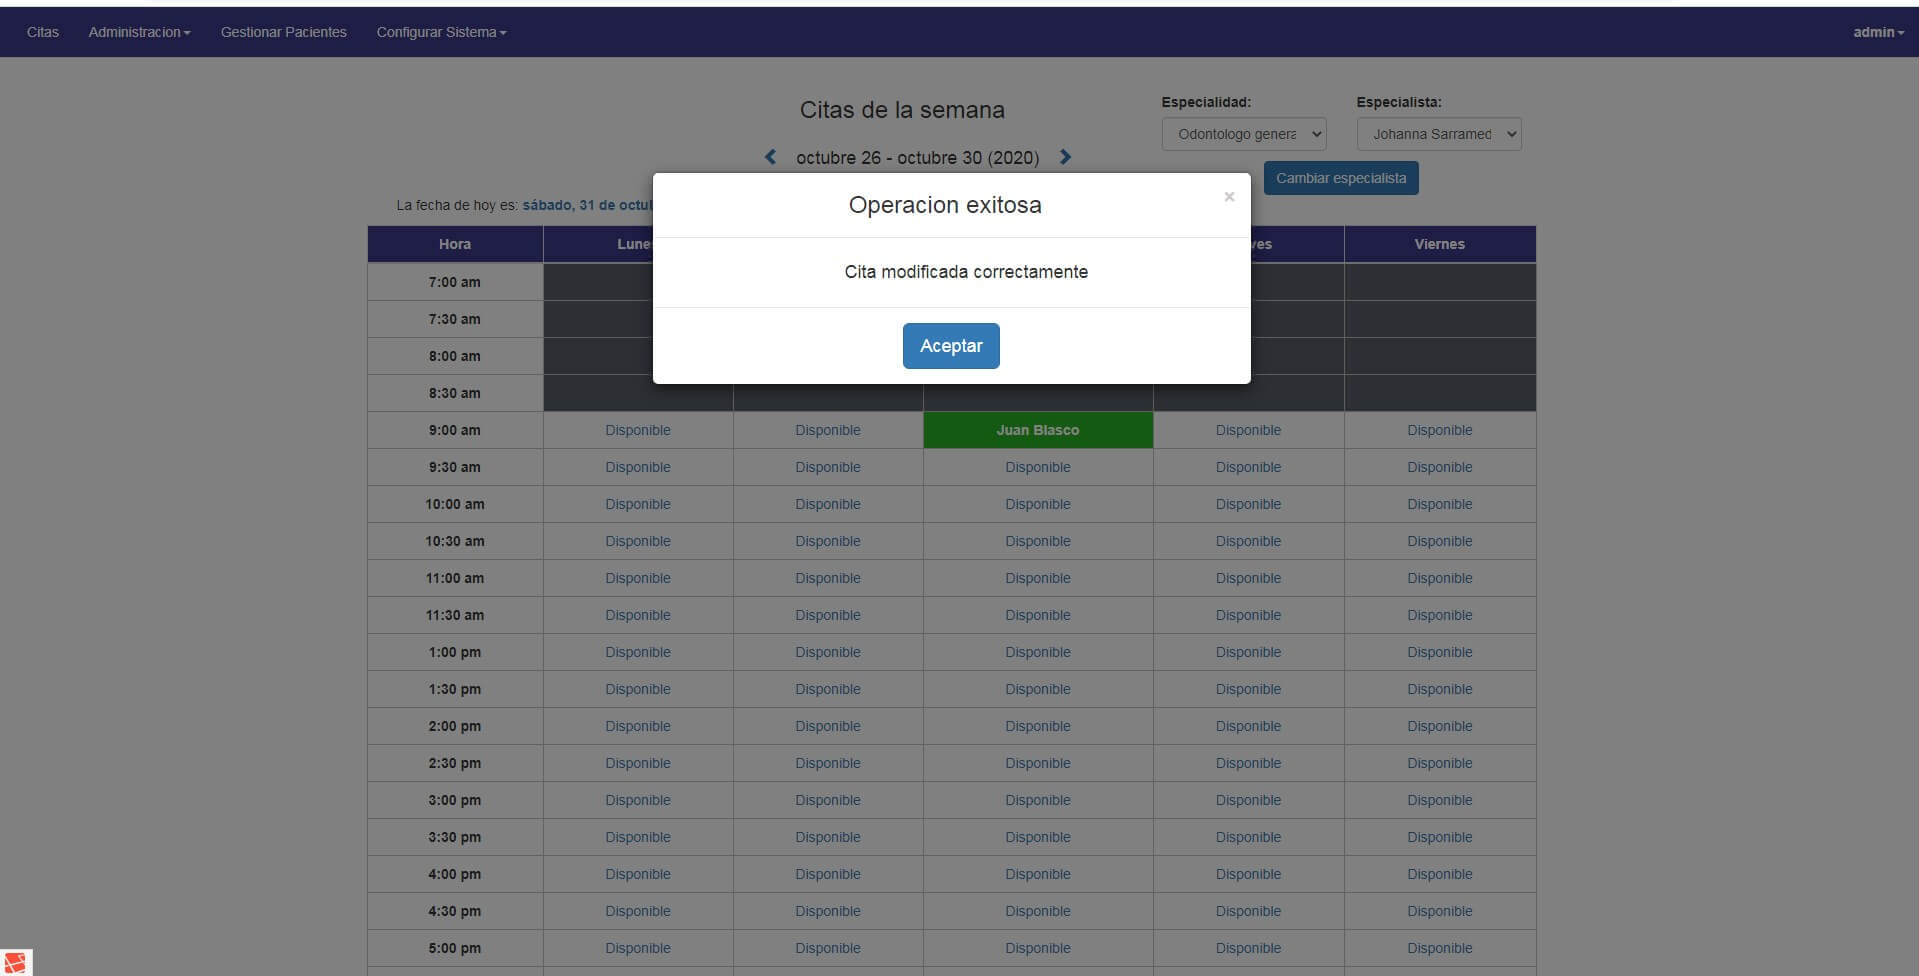 Citas Administracion Gestionar Pacientes Configurar Sistema admin
Citas de la semana
Especialidad: Especialista:
Odontologo genera Johanna Sarramed
octubre 26 - octubre 30 (2020)
Cambiar especialista
La fecha de hoy es: sábado, 31 de octu
Operacion exitosa ×
Cita modificada correctamente
Aceptar
Hora Lune ves Viernes
7:00 am
7:30 am
8:00 am
8:30 am
9:00 am Disponible Disponible Juan Blasco Disponible Disponible
9:30 am Disponible Disponible Disponible Disponible Disponible
10:00 am Disponible Disponible Disponible Disponible Disponible
10:30 am Disponible Disponible Disponible Disponible Disponible
11:00 am Disponible Disponible Disponible Disponible Disponible
11:30 am Disponible Disponible Disponible Disponible Disponible
1:00 pm Disponible Disponible Disponible Disponible Disponible
1:30 pm Disponible Disponible Disponible Disponible Disponible
2:00 pm Disponible Disponible Disponible Disponible Disponible
2:30 pm Disponible Disponible Disponible Disponible Disponible
3:00 pm Disponible Disponible Disponible Disponible Disponible
3:30 pm Disponible Disponible Disponible Disponible Disponible
4:00 pm Disponible Disponible Disponible Disponible Disponible
4:30 pm Disponible Disponible Disponible Disponible Disponible
5:00 pm Disponible Disponible Disponible Disponible Disponible